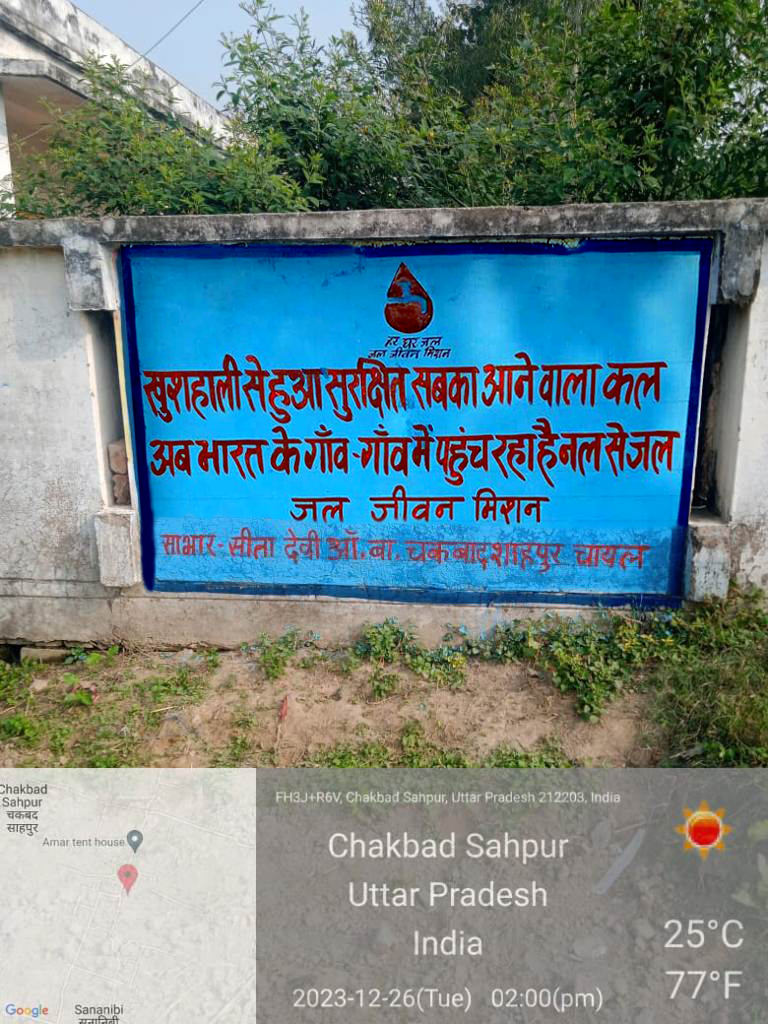 हर घर जल
जल जीवन मिशन
खुशहाली से हुआ सुरक्षित सबका आने वाला कल
अब भारत के गाँव-गाँव में पहुंच रहा है नल से जल
जल जीवन मिशन
साभार-सीता देवी आँ.बा. चकबादशाहपुर चायल
Chakbad
Sahpur
चकबद
साहपुर
Amar tent house
Google
Sananibi
सनानिबी
FH3J+R6V, Chakbad Sahpur, Uttar Pradesh 212203, India
Chakbad Sahpur
Uttar Pradesh
India
2023-12-26(Tue) 02:00(pm)
25°C
77°F